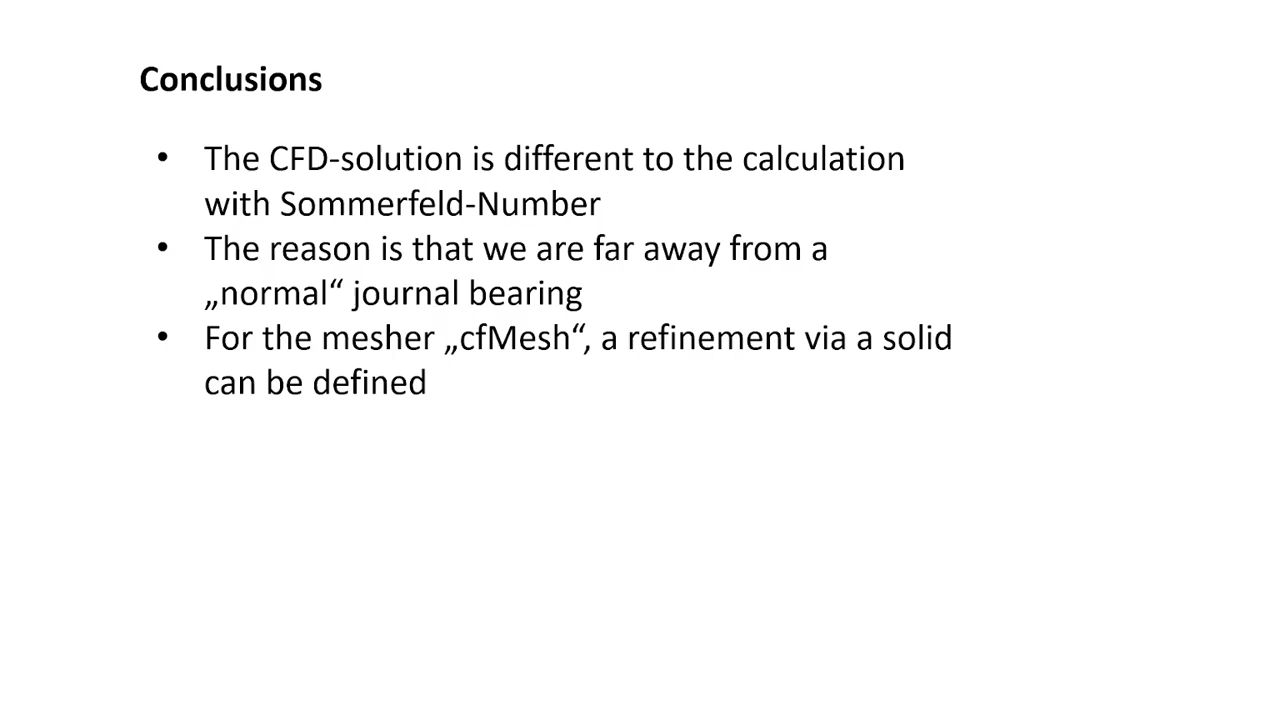 Conclusions
• The CFD-solution is different to the calculation
with Sommerfeld-Number
• The reason is that we are far away from a
„normal“ journal bearing
• For the mesher „cfMesh“, a refinement via a solid
can be defined